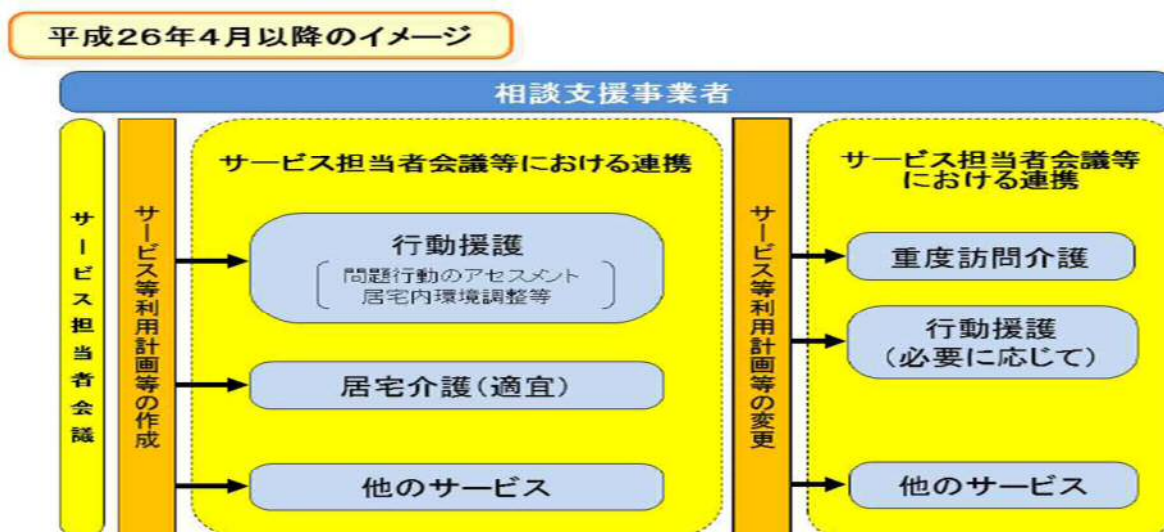 平成26年4月以降のイメージ
相談支援事業者
サービス担当者会議
サービス等利用計画等の作成
サービス担当者会議等における連携
行動援護
問題行動のアセスメント
居宅内環境調整等
居宅介護(適宜)
他のサービス
サービス等利用計画等の変更
サービス担当者会議等
における連携
重度訪問介護
行動援護
(必要に応じて)
他のサービス